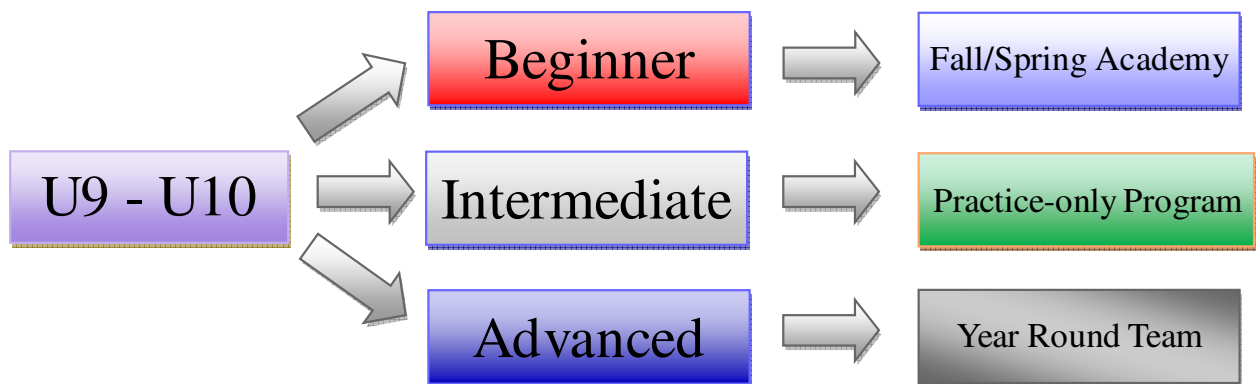 Beginner
Fall/Spring Academy
U9 - U10
Intermediate
Practice-only Program
Advanced
Year Round Team